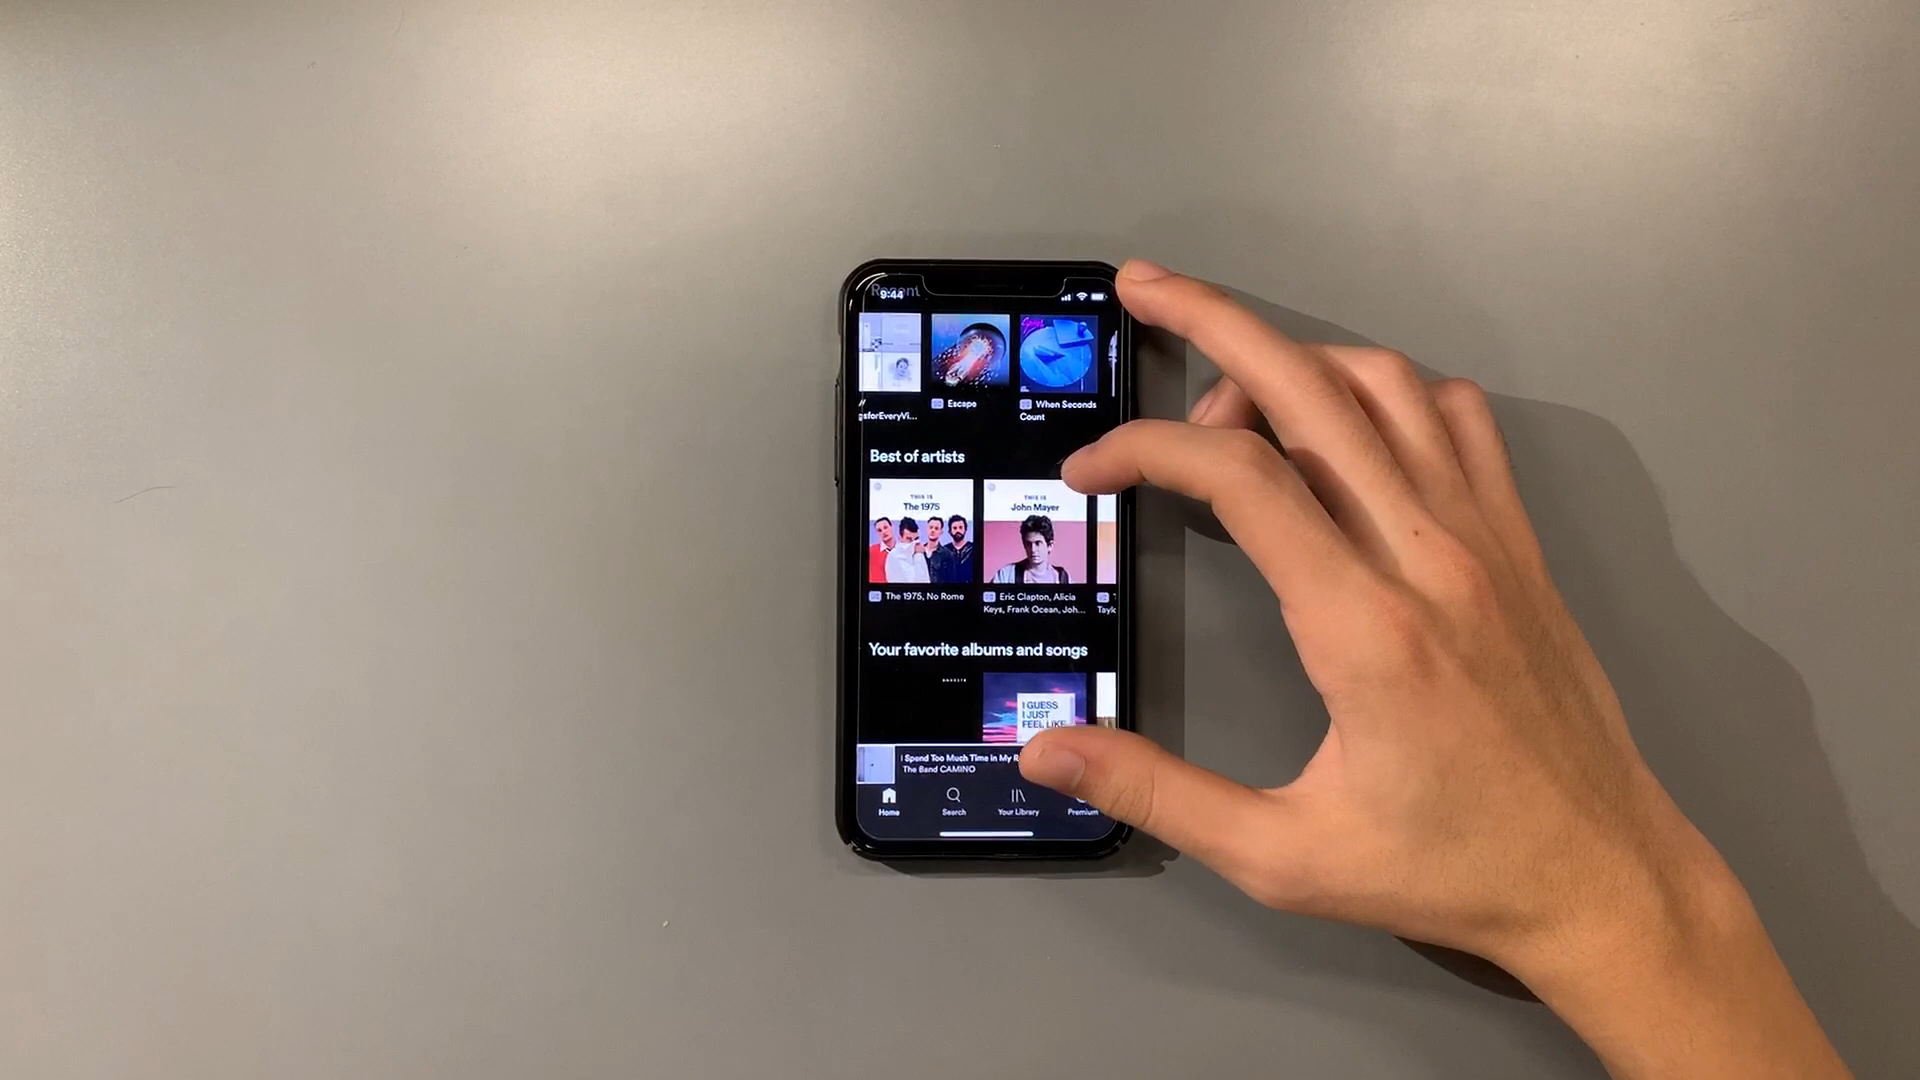 9:44
Escape
When Seconds
Count
gsforEveryVi...
Best of artists
THIS IS
The 1975
THIS IS
John Mayer
The 1975, No Rome
Eric Clapton, Alicia
Keys, Frank Ocean, Joh...
Your favorite albums and songs
I GUESS
I JUST
FEEL LIKE
I Spend Too Much Time in My R
The Band CAMINO
Home
Search
Your Library
Premium